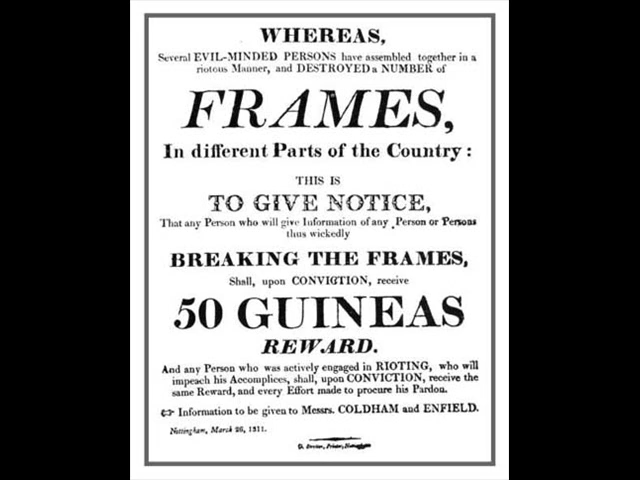 WHEREAS,
Several EVIL-MINDED PERSONS have assembled together in a
riotous Manner, and DESTROYED a NUMBER of
FRAMES,
In different Parts of the Country:
THIS IS
TO GIVE NOTICE,
That any Person who will give Information of any Person or Persons
thus wickedly
BREAKING THE FRAMES,
Shall, upon CONVICTION, receive
50 GUINEAS
REWARD.
And any Person who was actively engaged in RIOTING, who will
impeach his Accomplices, shall, upon CONVICTION, receive the
same Reward, and every Effort made to procure his Pardon.
☞ Information to be given to Messrs. COLDHAM and ENFIELD.
Nottingham, March 26, 1811.
Printer, Nottingham